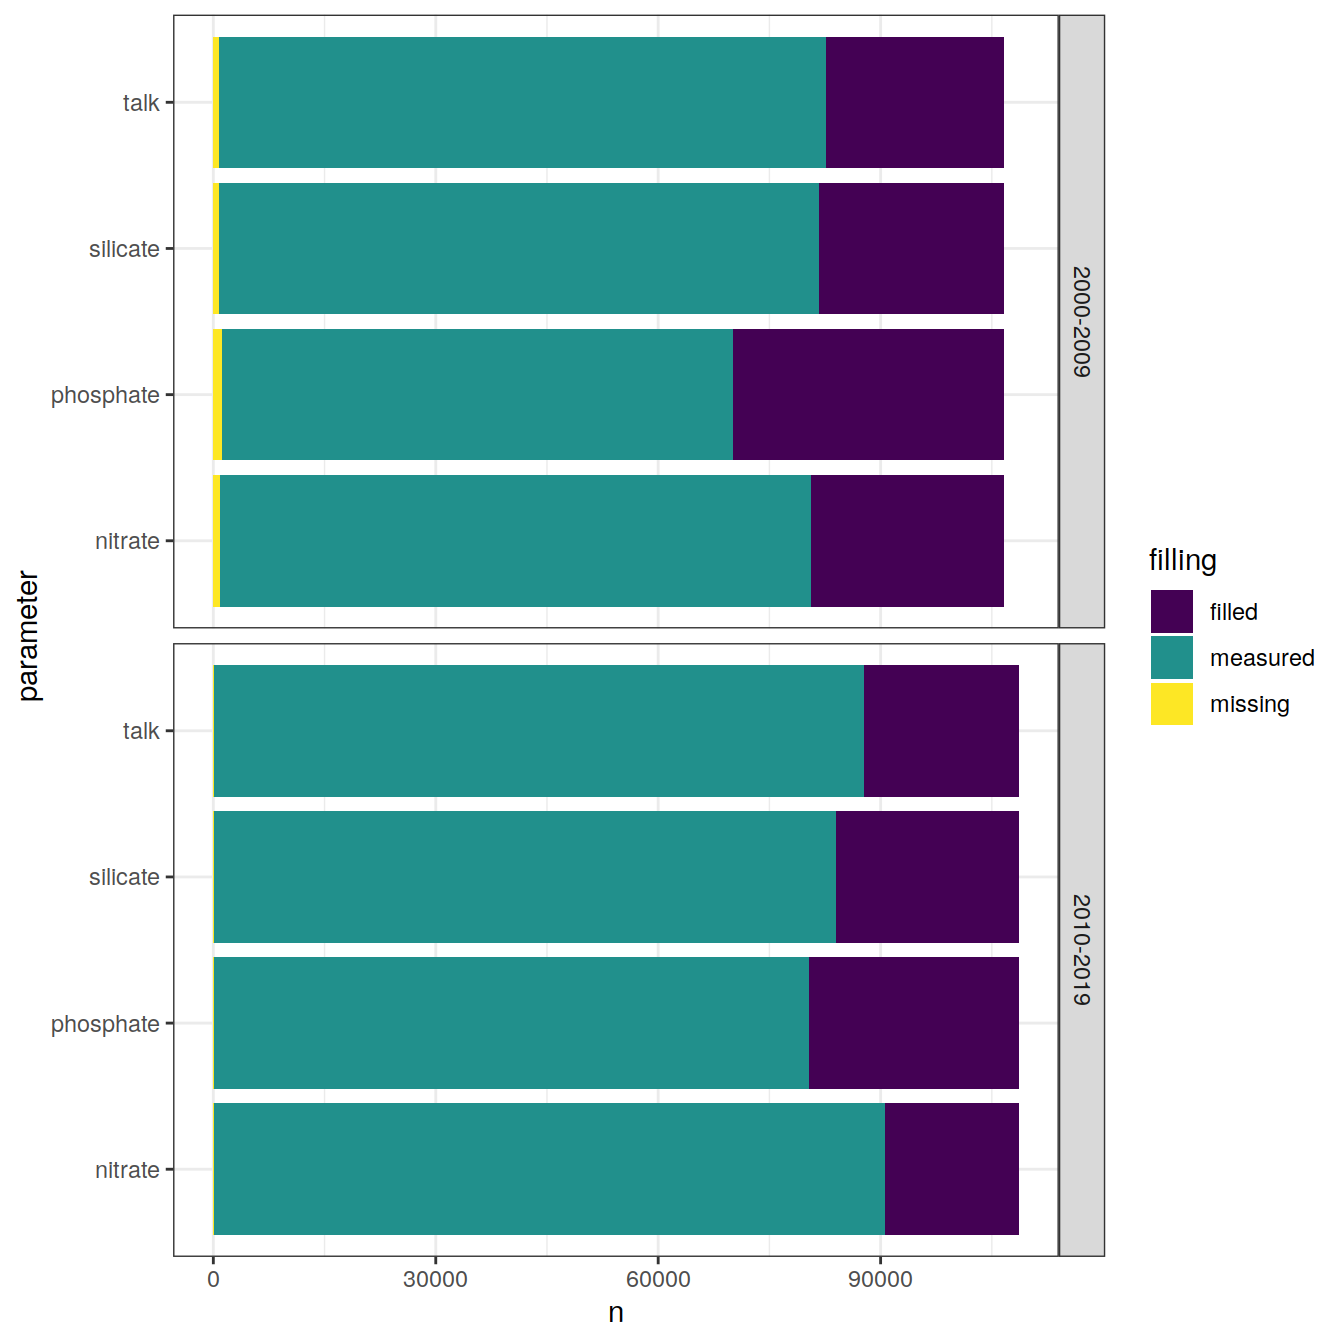 talk
silicate
phosphate
nitrate
2000-2009
talk
silicate
phosphate
nitrate
2010-2019
0 30000 60000 90000
n
parameter
filling
filled
measured
missing